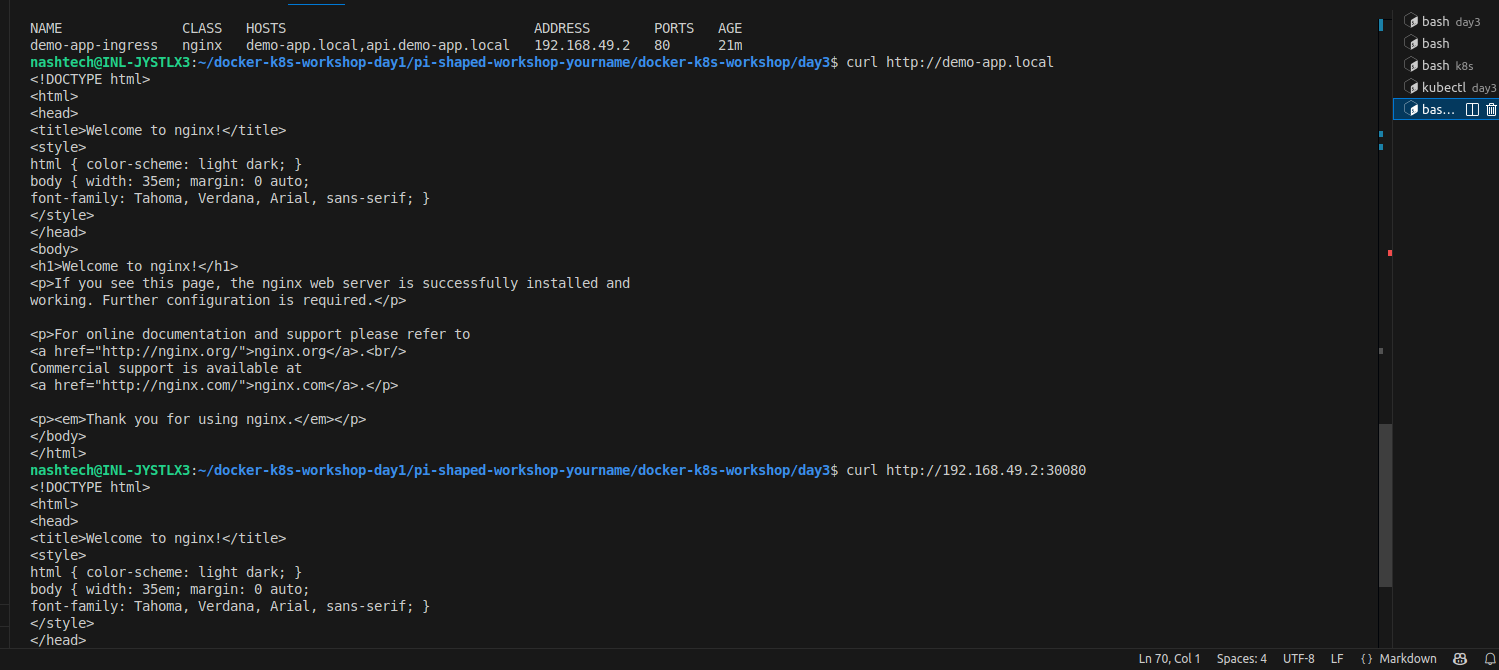 NAME CLASS HOSTS ADDRESS PORTS AGE
demo-app-ingress nginx demo-app.local,api.demo-app.local 192.168.49.2 80 21m
nashtech@INL-JYSTLX3:~/docker-k8s-workshop-day1/pi-shaped-workshop-yourname/docker-k8s-workshop/day3$ curl http://demo-app.local
<!DOCTYPE html>
<html>
<head>
<title>Welcome to nginx!</title>
<style>
html { color-scheme: light dark; }
body { width: 35em; margin: 0 auto;
font-family: Tahoma, Verdana, Arial, sans-serif; }
</style>
</head>
<body>
<h1>Welcome to nginx!</h1>
<p>If you see this page, the nginx web server is successfully installed and
working. Further configuration is required.</p>
<p>For online documentation and support please refer to
<a href="http://nginx.org/">nginx.org</a>.<br/>
Commercial support is available at
<a href="http://nginx.com/">nginx.com</a>.</p>
<p><em>Thank you for using nginx.</em></p>
</body>
</html>
nashtech@INL-JYSTLX3:~/docker-k8s-workshop-day1/pi-shaped-workshop-yourname/docker-k8s-workshop/day3$ curl http://192.168.49.2:30080
<!DOCTYPE html>
<html>
<head>
<title>Welcome to nginx!</title>
<style>
html { color-scheme: light dark; }
body { width: 35em; margin: 0 auto;
font-family: Tahoma, Verdana, Arial, sans-serif; }
</style>
</head>
bash day3
bash
bash k8s
kubectl day3
bas...
Ln 70, Col 1 Spaces: 4 UTF-8 LF {} Markdown